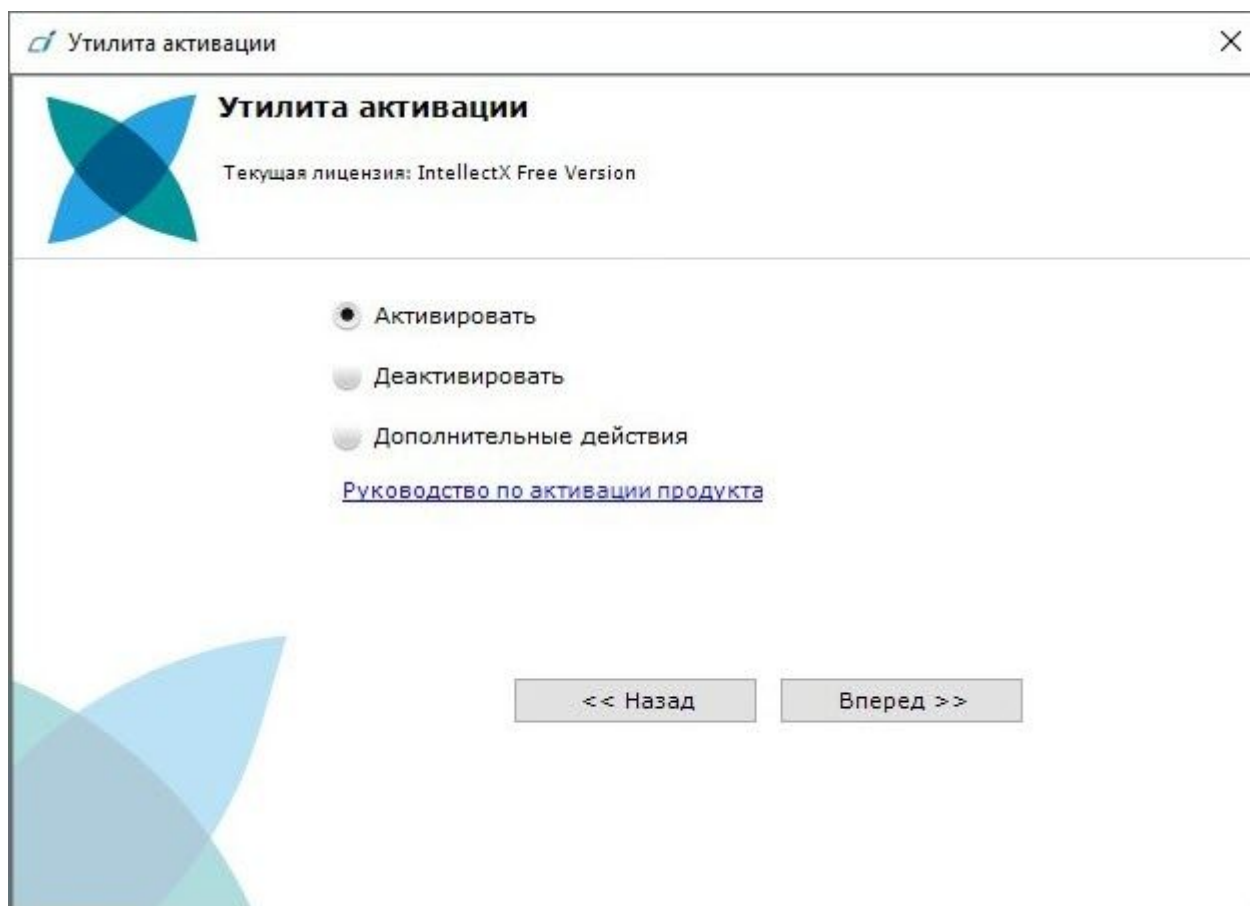 Утилита активации
Утилита активации
Текущая лицензия: IntellectX Free Version
Активировать
Деактивировать
Дополнительные действия
Руководство по активации продукта
<< Назад
Вперед >>